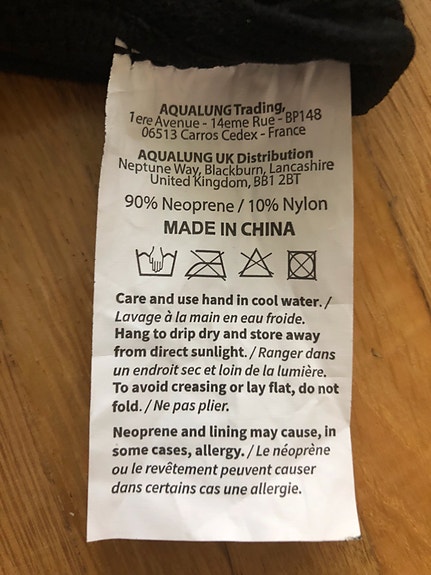 AQUALUNG Trading,
1ere Avenue - 14eme Rue - BP148
06513 Carros Cedex - France
AQUALUNG UK Distribution
Neptune Way, Blackburn, Lancashire
United Kingdom, BB1 2BT
90% Neoprene / 10% Nylon
MADE IN CHINA
Care and use hand in cool water. /
Lavage à la main en eau froide.
Hang to drip dry and store away
from direct sunlight. / Ranger dans
un endroit sec et loin de la lumière.
To avoid creasing or lay flat, do not
fold. / Ne pas plier.
Neoprene and lining may cause, in
some cases, allergy. / Le néoprène
ou le revêtement peuvent causer
dans certains cas une allergie.